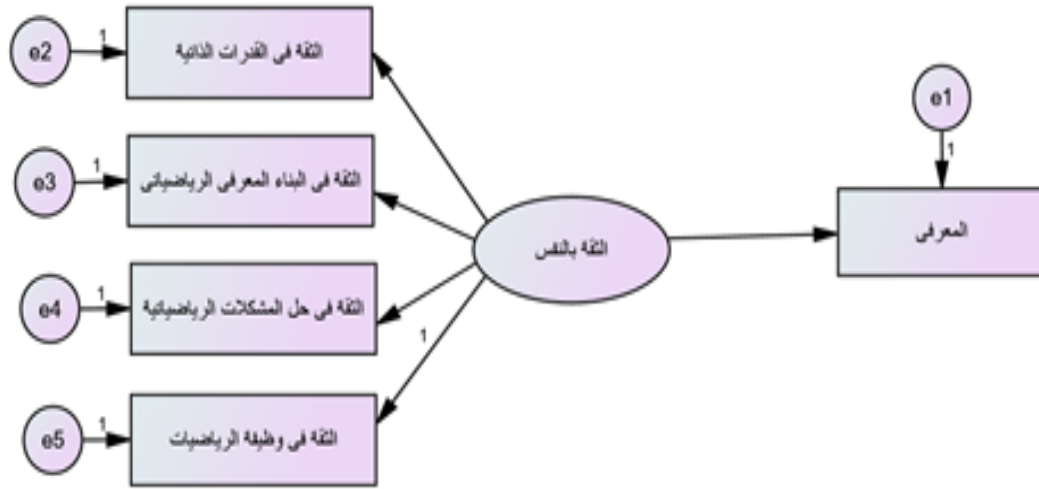 e2
1
الثقة فى القدرات الذاتية
e3
1
الثقة فى البناء المعرفى الرياضياتى
e4
1
الثقة فى حل المشكلات الرياضياتية
e5
1
الثقة فى وظيفة الرياضيات
1
الثقة بالنفس
e1
1
المعرفى